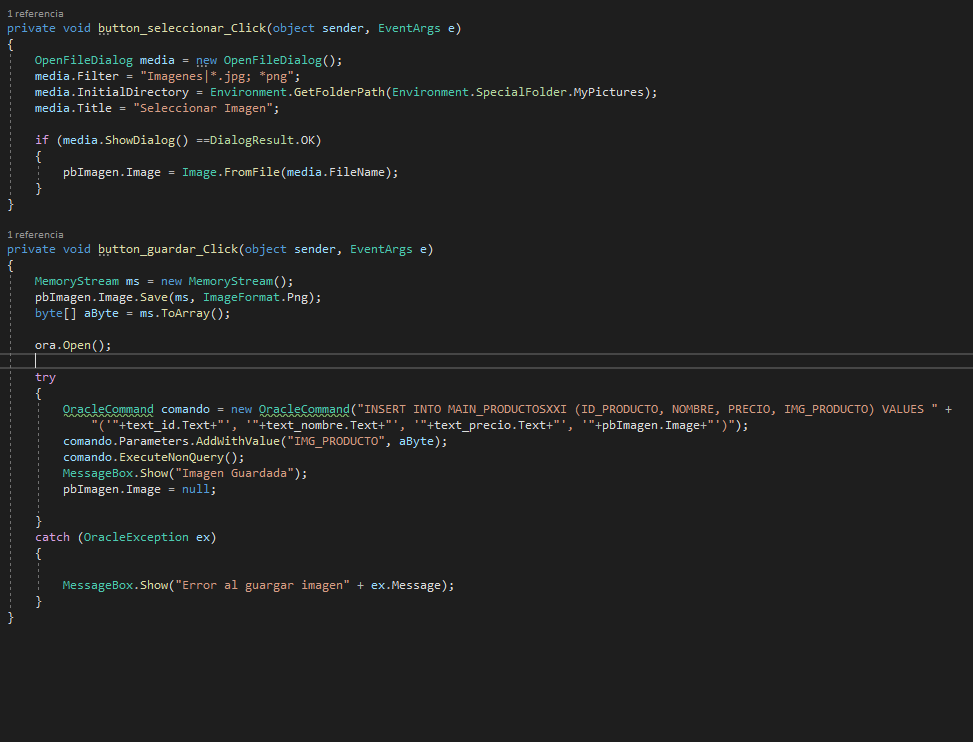 1 referencia
private void button_seleccionar_Click(object sender, EventArgs e)
{
OpenFileDialog media = new OpenFileDialog();
media.Filter = "Imagenes|*.jpg; *png";
media.InitialDirectory = Environment.GetFolderPath(Environment.SpecialFolder.MyPictures);
media.Title = "Seleccionar Imagen";
if (media.ShowDialog() ==DialogResult.OK)
{
pbImagen.Image = Image.FromFile(media.FileName);
}
}
1 referencia
private void button_guardar_Click(object sender, EventArgs e)
{
MemoryStream ms = new MemoryStream();
pbImagen.Image.Save(ms, ImageFormat.Png);
byte[] aByte = ms.ToArray();
ora.Open();
try
{
OracleCommand comando = new OracleCommand("INSERT INTO MAIN_PRODUCTOSXXI (ID_PRODUCTO, NOMBRE, PRECIO, IMG_PRODUCTO) VALUES " +
"('"+text_id.Text+"', '"+text_nombre.Text+"', '"+text_precio.Text+"', '"+pbImagen.Image+"')");
comando.Parameters.AddWithValue("IMG_PRODUCTO", aByte);
comando.ExecuteNonQuery();
MessageBox.Show("Imagen Guardada");
pbImagen.Image = null;
}
catch (OracleException ex)
{
MessageBox.Show("Error al guargar imagen" + ex.Message);
}
}